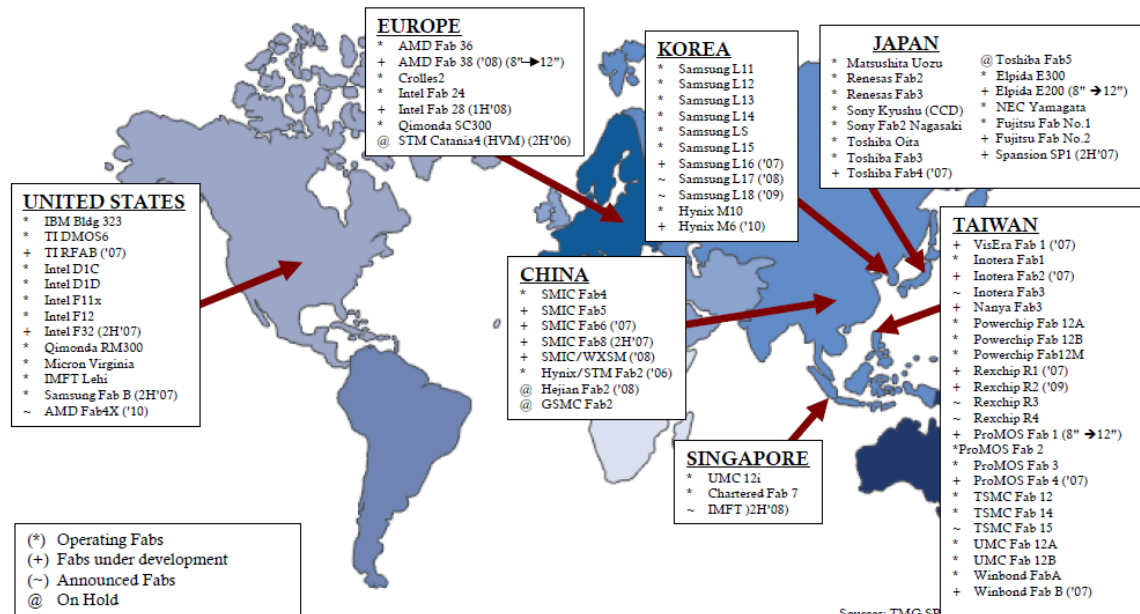 EUROPE
* AMD Fab 36
+ AMD Fab 38 ('08) (8"→12")
* Crolles2
* Intel Fab 24
+ Intel Fab 28 (1H'08)
* Qimonda SC300
@ STM Catania4 (HVM) (2H'06)
KOREA
* Samsung L11
* Samsung L12
* Samsung L13
* Samsung L14
* Samsung LS
* Samsung L15
+ Samsung L16 ('07)
~ Samsung L17 ('08)
~ Samsung L18 ('09)
* Hynix M10
+ Hynix M6 ('10)
JAPAN
* Matsushita Uozu
* Renesas Fab2
* Renesas Fab3
* Sony Kyushu (CCD)
* Sony Fab2 Nagasaki
* Toshiba Oita
* Toshiba Fab3
+ Toshiba Fab4 ('07)
@ Toshiba Fab5
* Elpida E300
+ Elpida E200 (8" →12")
* NEC Yamagata
* Fujitsu Fab No.1
+ Fujitsu Fab No.2
+ Spansion SP1 (2H'07)
UNITED STATES
* IBM Bldg 323
* TI DMOS6
+ TI RFAB ('07)
* Intel D1C
* Intel D1D
* Intel F11x
* Intel F12
+ Intel F32 (2H'07)
* Qimonda RM300
* Micron Virginia
* IMFT Lehi
* Samsung Fab B (2H'07)
~ AMD Fab4X ('10)
CHINA
* SMIC Fab4
+ SMIC Fab5
+ SMIC Fab6 ('07)
+ SMIC Fab8 (2H'07)
+ SMIC/WXSM ('08)
* Hynix/STM Fab2 ('06)
@ Hejian Fab2 ('08)
@ GSMC Fab2
TAIWAN
+ VisEra Fab 1 ('07)
* Inotera Fab1
+ Inotera Fab2 ('07)
~ Inotera Fab3
+ Nanya Fab3
* Powerchip Fab 12A
* Powerchip Fab 12B
* Powerchip Fab12M
+ Rexchip R1 ('07)
+ Rexchip R2 ('09)
~ Rexchip R3
~ Rexchip R4
+ ProMOS Fab 1 (8" →12")
*ProMOS Fab 2
* ProMOS Fab 3
+ ProMOS Fab 4 ('07)
* TSMC Fab 12
* TSMC Fab 14
~ TSMC Fab 15
* UMC Fab 12A
* UMC Fab 12B
* Winbond FabA
+ Winbond Fab B ('07)
SINGAPORE
* UMC 12i
* Chartered Fab 7
~ IMFT )2H'08)
(*) Operating Fabs
(+) Fabs under development
(~) Announced Fabs
@ On Hold
Sources: TMG